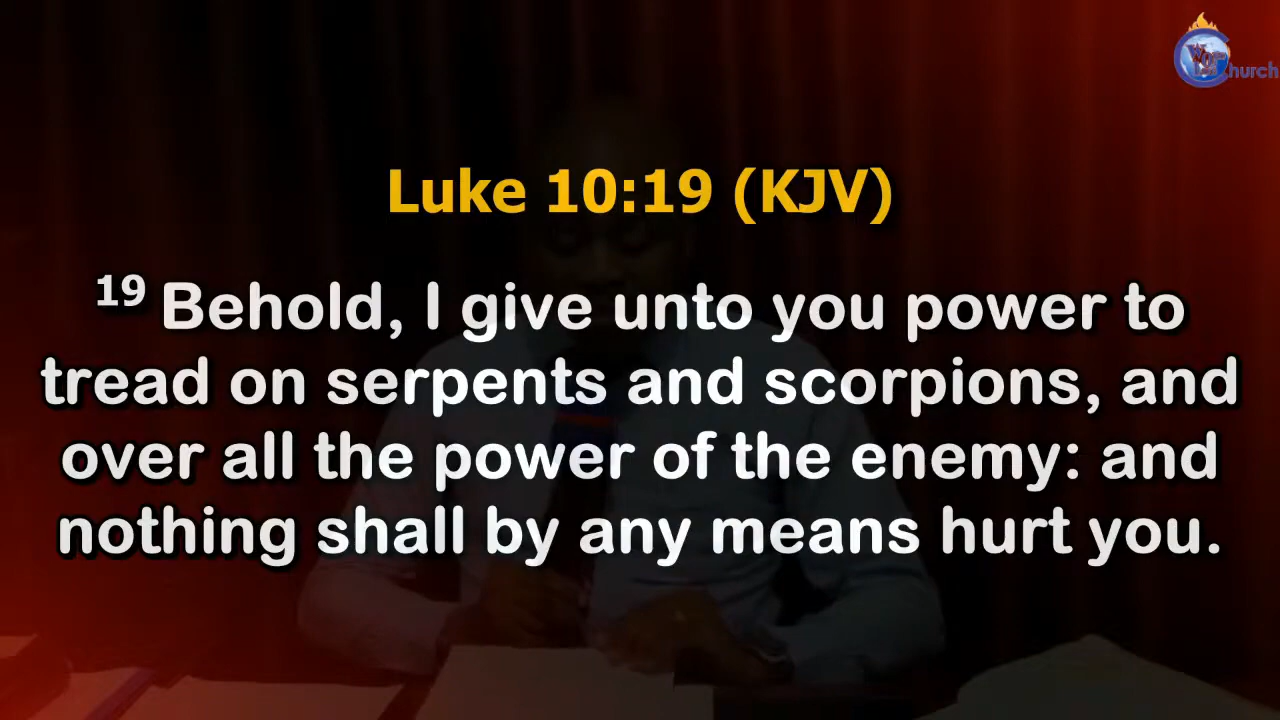 Church
Luke 10:19 (KJV)
19 Behold, I give unto you power to
tread on serpents and scorpions, and
over all the power of the enemy: and
nothing shall by any means hurt you.